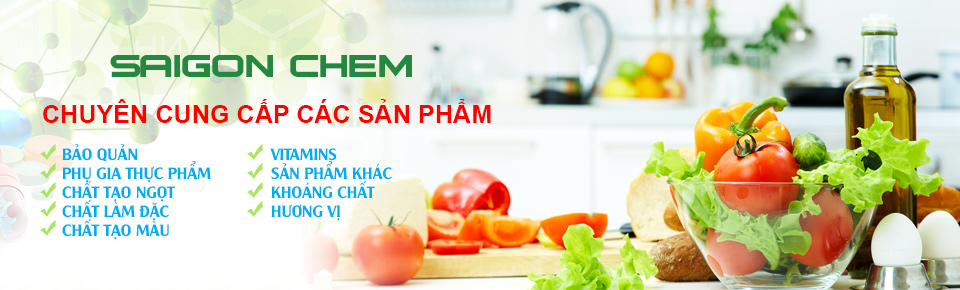 SAIGON CHEM
CHUYÊN CUNG CẤP CÁC SẢN PHẨM
BẢO QUẢN
PHỤ GIA THỰC PHẨM
CHẤT TẠO NGỌT
CHẤT LÀM ĐẶC
CHẤT TẠO MÀU
VITAMINS
SẢN PHẨM KHÁC
KHOÁNG CHẤT
HƯƠNG VỊ